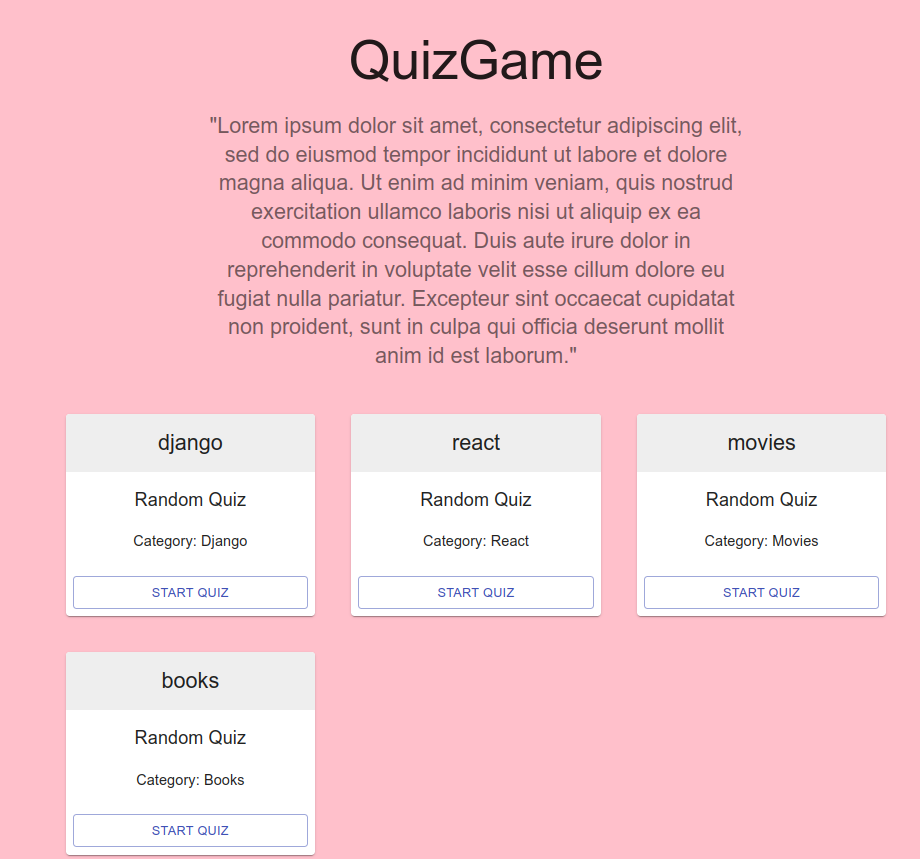 QuizGame
"Lorem ipsum dolor sit amet, consectetur adipiscing elit,
sed do eiusmod tempor incididunt ut labore et dolore
magna aliqua. Ut enim ad minim veniam, quis nostrud
exercitation ullamco laboris nisi ut aliquip ex ea
commodo consequat. Duis aute irure dolor in
reprehenderit in voluptate velit esse cillum dolore eu
fugiat nulla pariatur. Excepteur sint occaecat cupidatat
non proident, sunt in culpa qui officia deserunt mollit
anim id est laborum."
django
Random Quiz
Category: Django
START QUIZ
react
Random Quiz
Category: React
START QUIZ
movies
Random Quiz
Category: Movies
START QUIZ
books
Random Quiz
Category: Books
START QUIZ